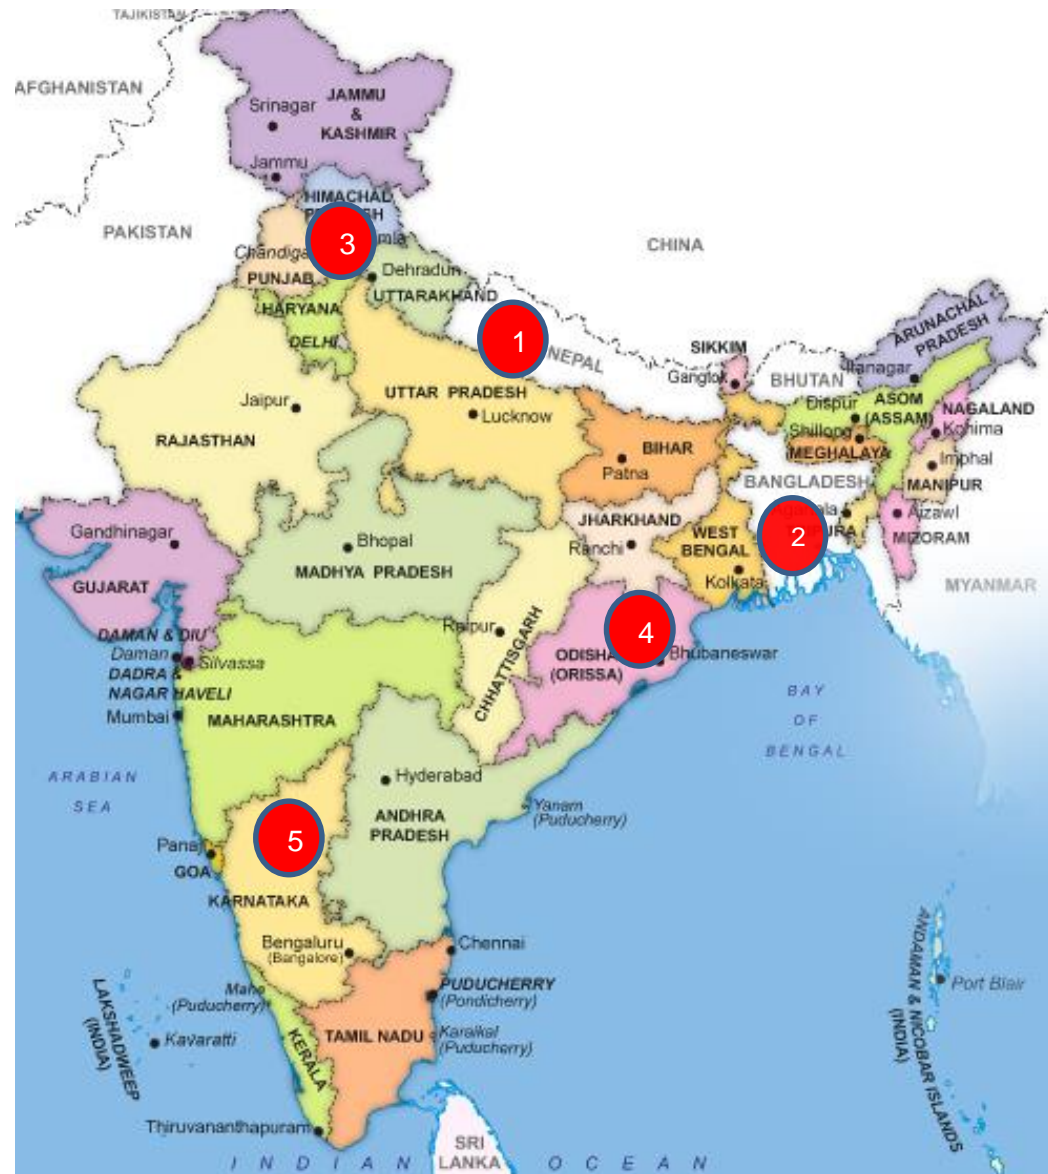 TAJIKISTAN
AFGHANISTAN
JAMMU
&
KASHMIR
Srinagar
Jammu
HIMACHAL
PAKISTAN
3
CHINA
PUNJAB
Dehradun
UTTARAKHAND
HARYANA
DELHI
1
NEPAL
SIKKIM
Gangtok
BHUTAN
ARUNACHAL
PRADESH
Itanagar
UTTAR PRADESH
Lucknow
Jaipur
RAJASTHAN
Dispur
ASOM
(ASSAM)
NAGALAND
Kohima
Shillong
MEGHALAYA
Imphal
MANIPUR
BIHAR
Patna
BANGLADESH
Gandhinagar
GUJARAT
Bhopal
MADHYA PRADESH
JHARKHAND
Ranchi
WEST
BENGAL
Kolkata
2
Aizawl
MIZORAM
MYANMAR
DAMAN & DIU
Daman
Silvassa
DADRA &
NAGAR HAVELI
Mumbai
MAHARASHTRA
Raipur
CHHATTISGARH
4
ODISHA
(ORISSA)
Bhubaneswar
BAY
OF
BENGAL
ARABIAN
SEA
Hyderabad
ANDHRA
PRADESH
Yanam
(Puducherry)
5
Panaji
GOA
KARNATAKA
Bengaluru
(Bangalore)
Chennai
PUDUCHERRY
(Pondicherry)
Mahe
(Puducherry)
LAKSHADWEEP
(INDIA)
Kavaratti
KERALA
TAMIL NADU
Karaikal
(Puducherry)
Thiruvananthapuram
ANDAMAN & NICOBAR ISLANDS
(INDIA)
Port Blair
SRI
LANKA
INDIAN OCEAN